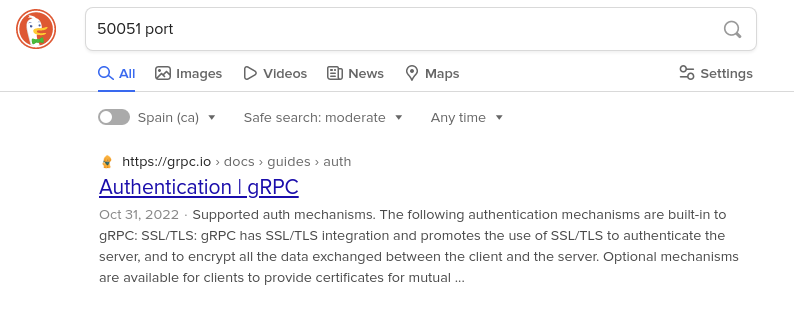 50051 port
All Images Videos News Maps Settings
Spain (ca) Safe search: moderate Any time
https://grpc.io › docs › guides › auth
Authentication | gRPC
Oct 31, 2022 · Supported auth mechanisms. The following authentication mechanisms are built-in to
gRPC: SSL/TLS: gRPC has SSL/TLS integration and promotes the use of SSL/TLS to authenticate the
server, and to encrypt all the data exchanged between the client and the server. Optional mechanisms
are available for clients to provide certificates for mutual ...